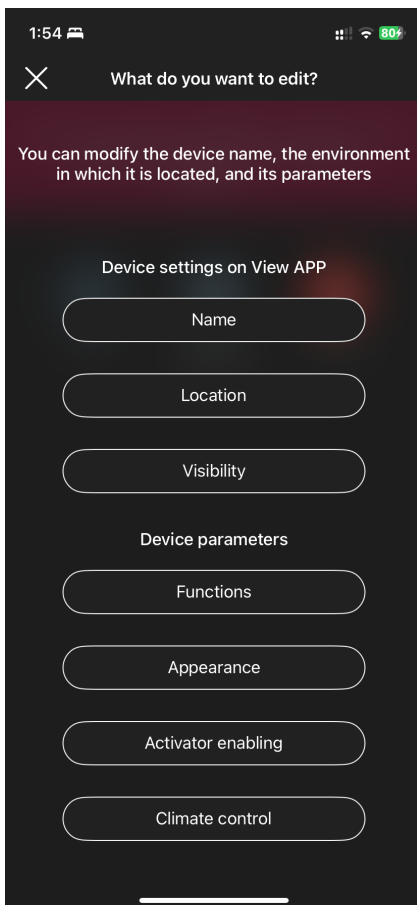 1:54
80
What do you want to edit?
You can modify the device name, the environment
in which it is located, and its parameters
Device settings on View APP
Name
Location
Visibility
Device parameters
Functions
Appearance
Activator enabling
Climate control